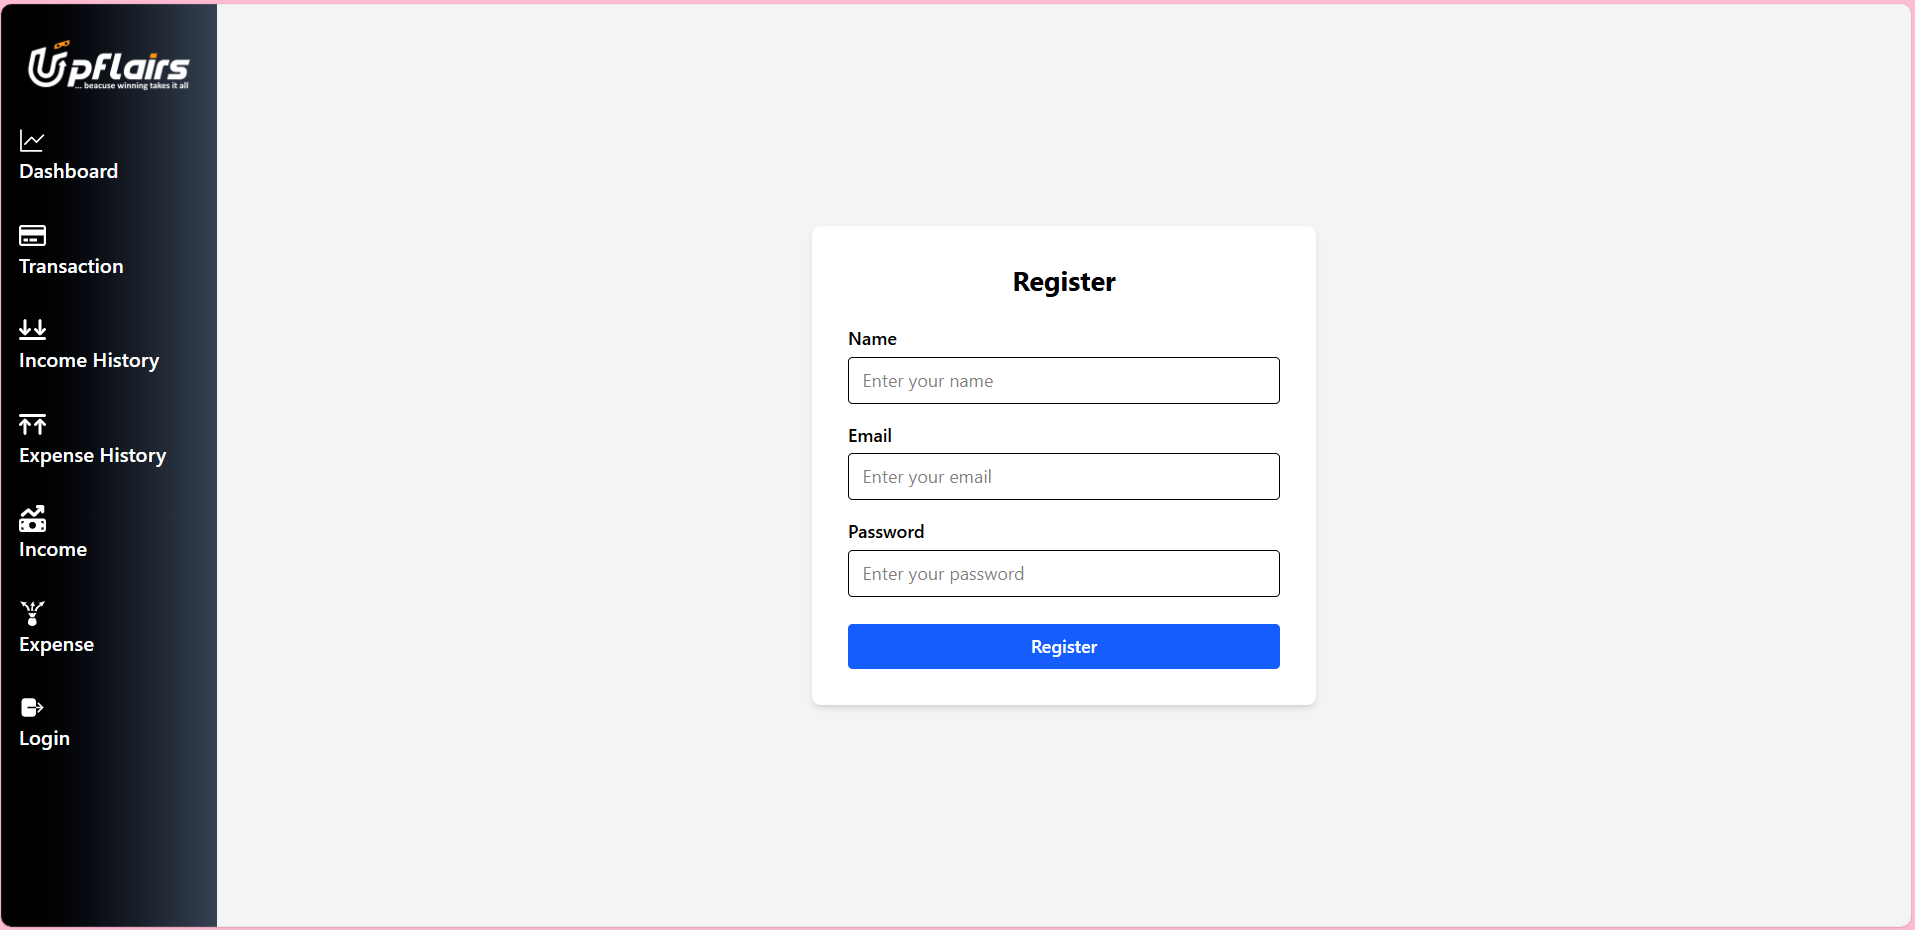 Upflairs
... beacuse winning takes it all
Dashboard
Transaction
Income History
Expense History
Income
Expense
Login
Register
Name
Enter your name
Email
Enter your email
Password
Enter your password
Register